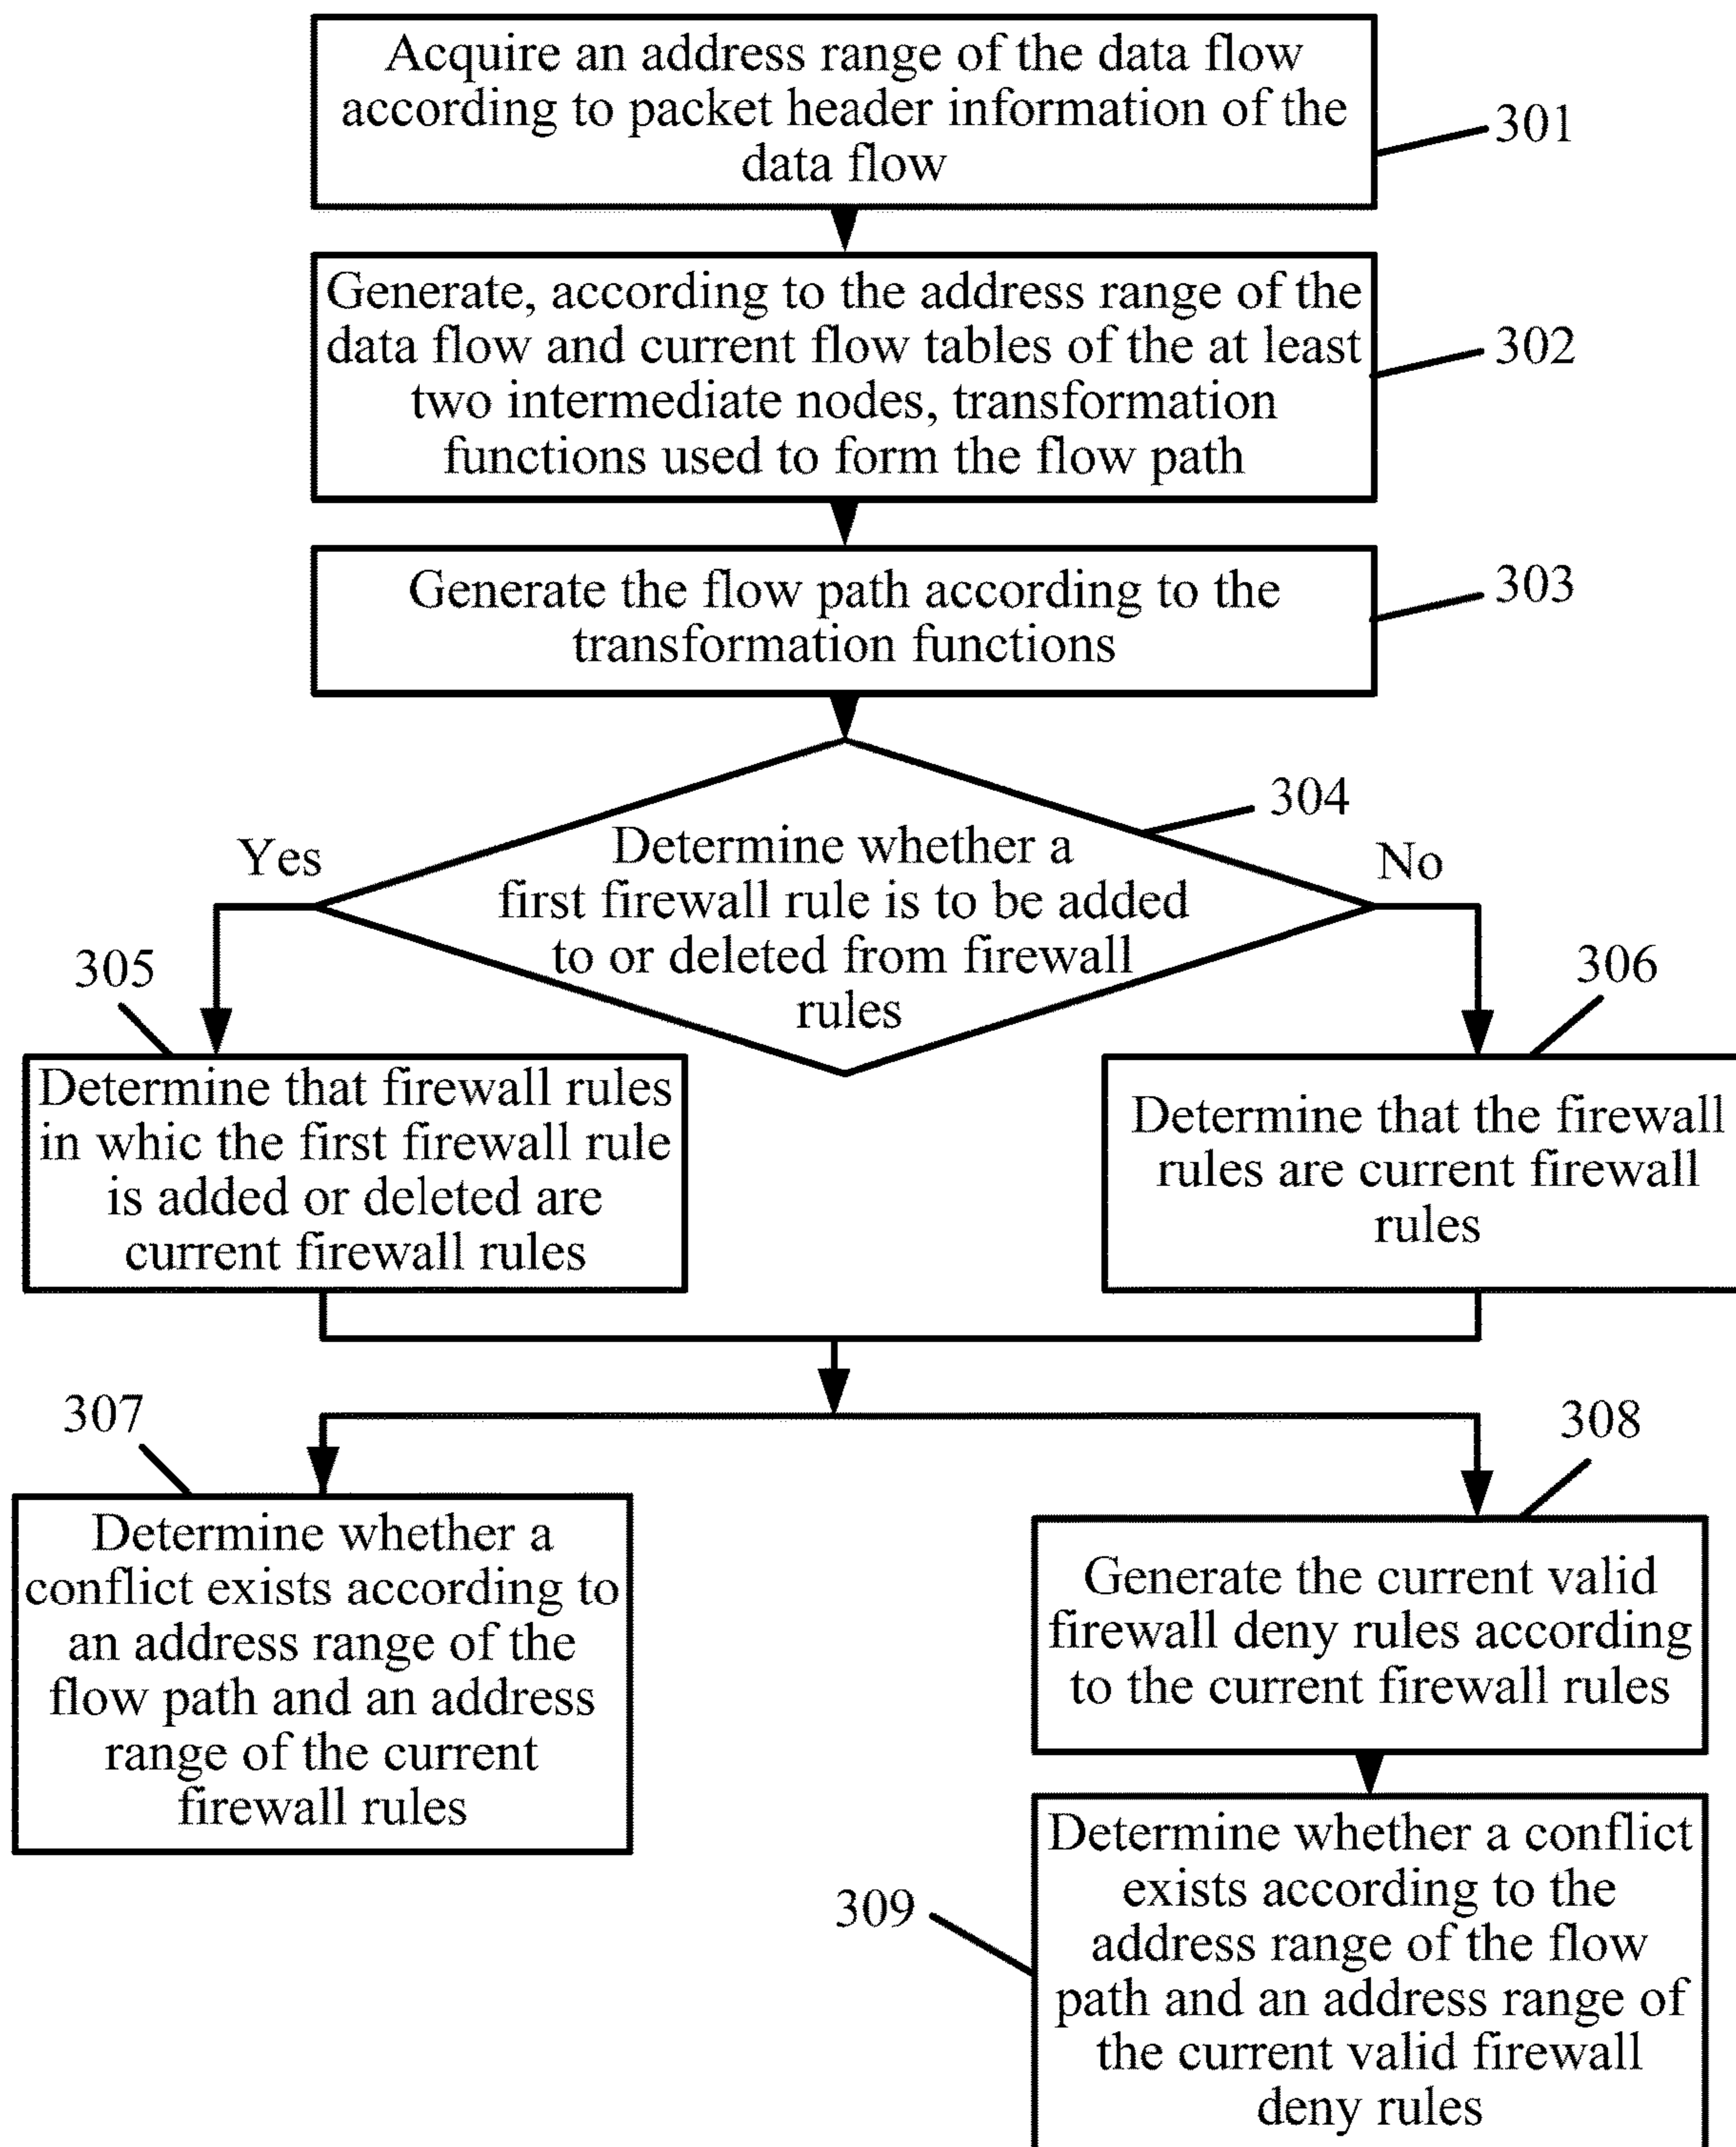 Acquire an address range of the data flow
according to packet header information of the
data flow
301
Generate, according to the address range of the
data flow and current flow tables of the at least
two intermediate nodes, transformation
functions used to form the flow path
302
Generate the flow path according to the
transformation functions
303
304
Yes
Determine whether a
first firewall rule is to be added
to or deleted from firewall
rules
No
305
Determine that firewall rules
in whic the first firewall rule
is added or deleted are
current firewall rules
306
Determine that the firewall
rules are current firewall
rules
307
Determine whether a
conflict exists according to
an address range of the
flow path and an address
range of the current
firewall rules
308
Generate the current valid
firewall deny rules according
to the current firewall rules
309
Determine whether a conflict
exists according to the
address range of the flow
path and an address range of
the current valid firewall
deny rules